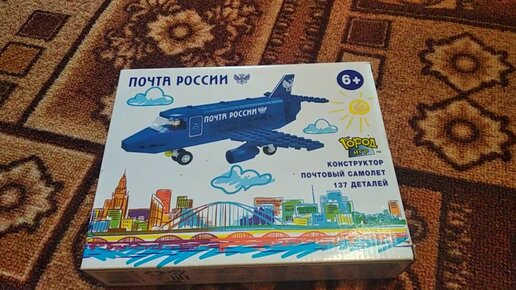 ПОЧТА РОССИИ
6+
ПОЧТА РОССИИ
ГОРОД
ИГР
КОНСТРУКТОР
ПОЧТОВЫЙ САМОЛЕТ
137 ДЕТАЛЕЙ